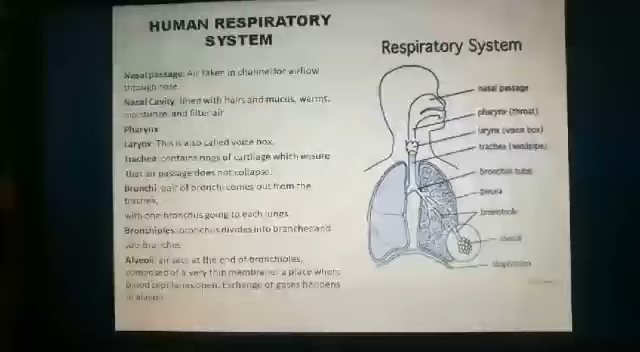 HUMAN RESPIRATORY
SYSTEM
Nasal passage: Air taken in channel for airflow
through nose.
Nasal Cavity: lined with hairs and mucus, warms,
moisturize, and filter air
Pharynx
Larynx: This is also called voice box.
Trachea: contains rings of cartilage which ensure
that air passage does not collapse.
Bronchi: pair of bronchi comes out from the
trachea,
with one bronchus going to each lungs.
Bronchioles: bronchus divides into branches and
sub branches
Alveoli: air sacs at the end of bronchioles,
composed of a very thin membrane, a place where
blood capillaries open. Exchange of gases happens
in alveoli
Respiratory System
nasal passage
pharynx (throat)
larynx (voice box)
trachea (windpipe)
bronchus tube
pleura
bronchiole
alveoli
diaphragm